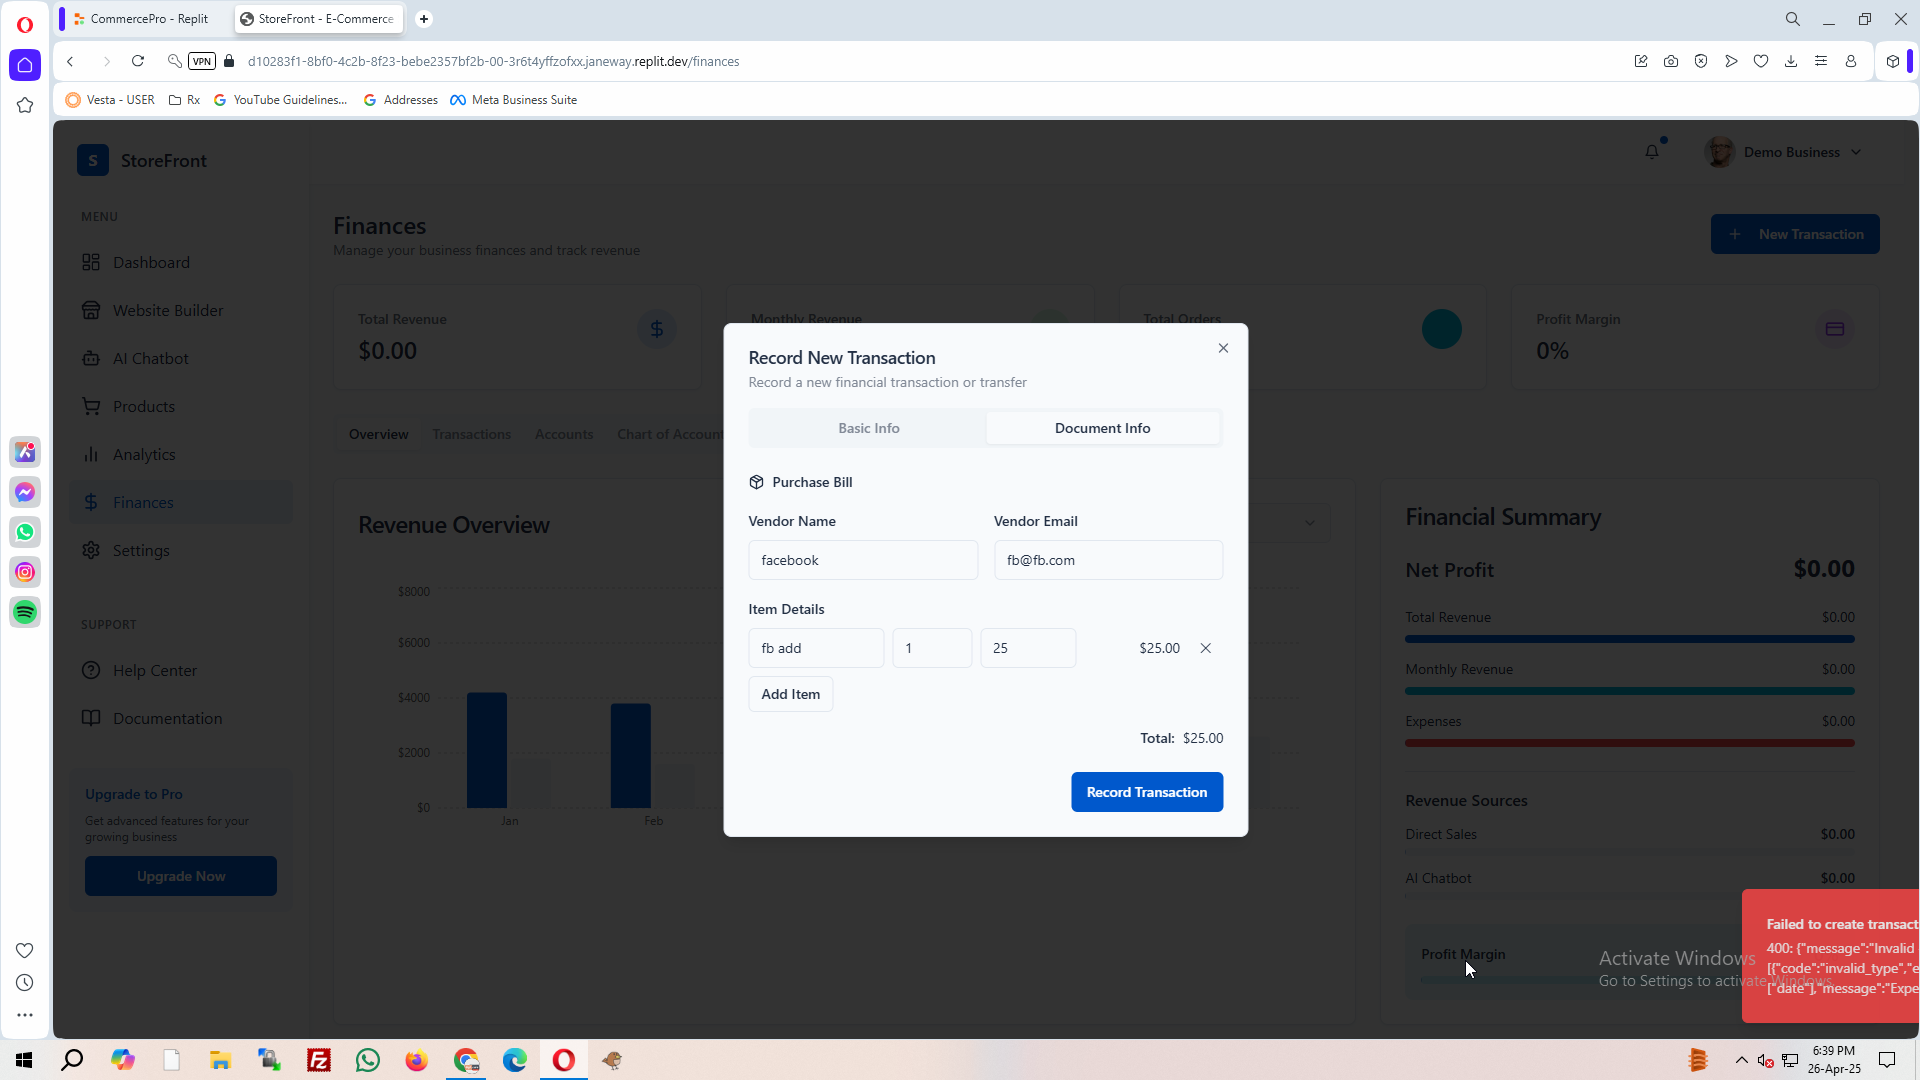 CommercePro - Replit
StoreFront - E-Commerce
VPN
d10283f1-8bf0-4c2b-8f23-bebe2357bf2b-00-3r6t4yffzofxx.janeway.replit.dev/finances
Vesta - USER
Rx
YouTube Guidelines...
Addresses
Meta Business Suite
S
StoreFront
Demo Business
MENU
Dashboard
Website Builder
AI Chatbot
Products
Analytics
Finances
Settings
SUPPORT
Help Center
Documentation
Upgrade to Pro
Get advanced features for your
growing business
Upgrade Now
Finances
Manage your business finances and track revenue
+ New Transaction
Total Revenue
$0.00
Monthly Revenue
Total Orders
Profit Margin
0%
Overview
Transactions
Accounts
Chart of Accoun
Revenue Overview
$8000
$6000
$4000
$2000
$0
Jan
Feb
Record New Transaction
Record a new financial transaction or transfer
Basic Info
Document Info
Purchase Bill
Vendor Name
Vendor Email
facebook
fb@fb.com
Item Details
fb add
1
25
$25.00
Add Item
Total: $25.00
Record Transaction
Financial Summary
Net Profit
$0.00
Total Revenue
$0.00
Monthly Revenue
$0.00
Expenses
$0.00
Revenue Sources
Direct Sales
$0.00
AI Chatbot
$0.00
Profit Margin
Activate Windows
Go to Settings to activate Windows.
Failed to create transact
400: {"message":"Invalid
[{"code":"invalid_type","e
["date"],"message":"Expe
6:39 PM
26-Apr-25